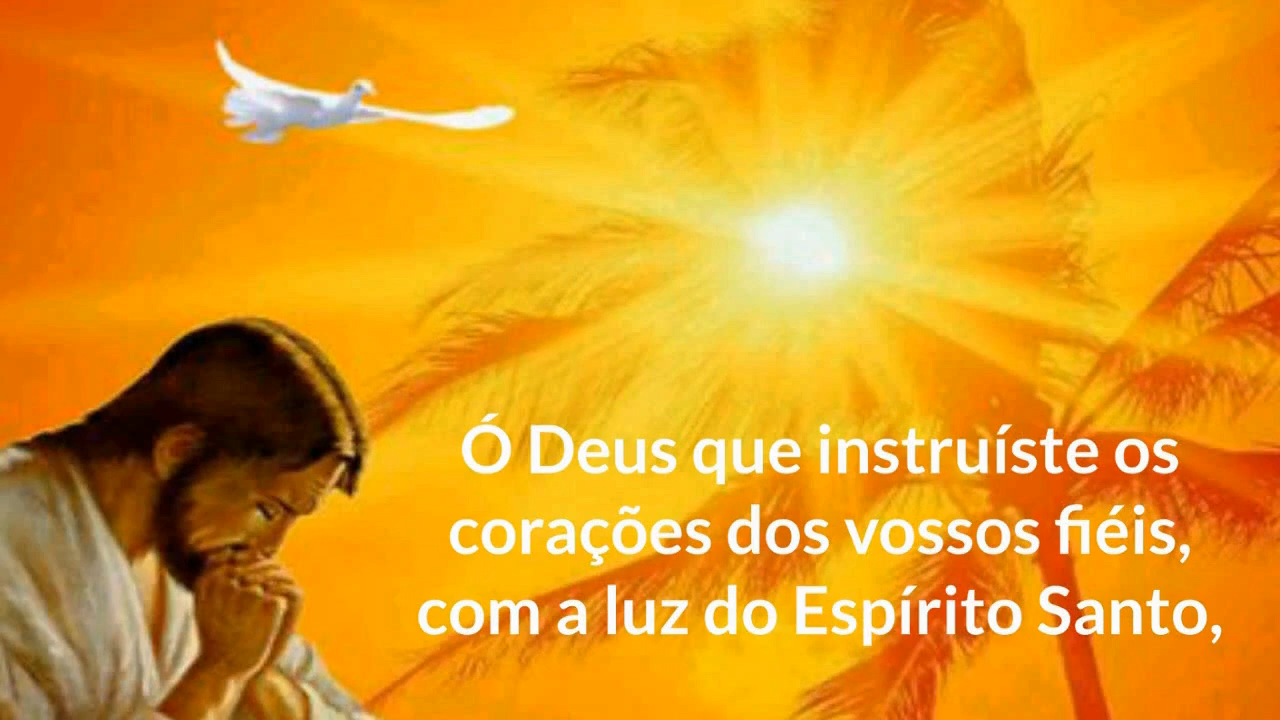 Ó Deus que instruíste os
corações dos vossos fiéis,
com a luz do Espírito Santo,